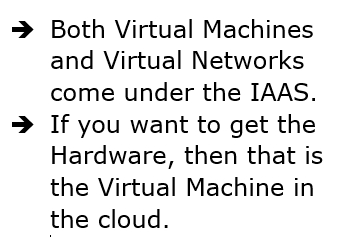 ➔ Both Virtual Machines
and Virtual Networks
come under the IAAS.
➔ If you want to get the
Hardware, then that is
the Virtual Machine in
the cloud.